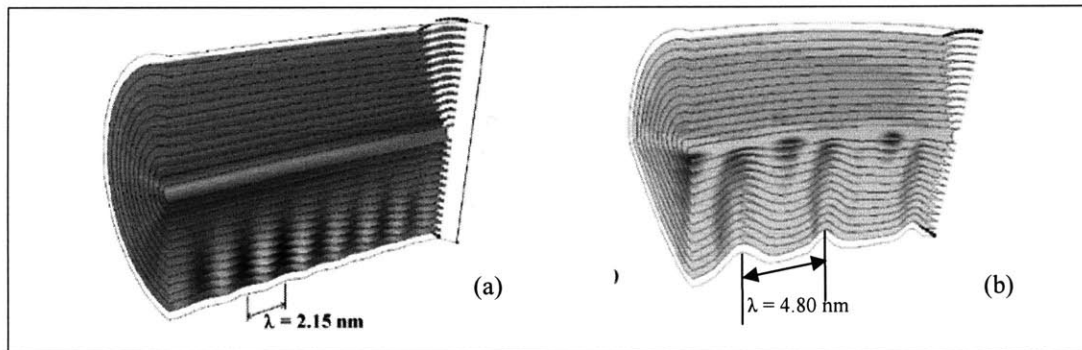 (a)
λ = 2.15 nm
)
(b)
λ = 4.80 nm